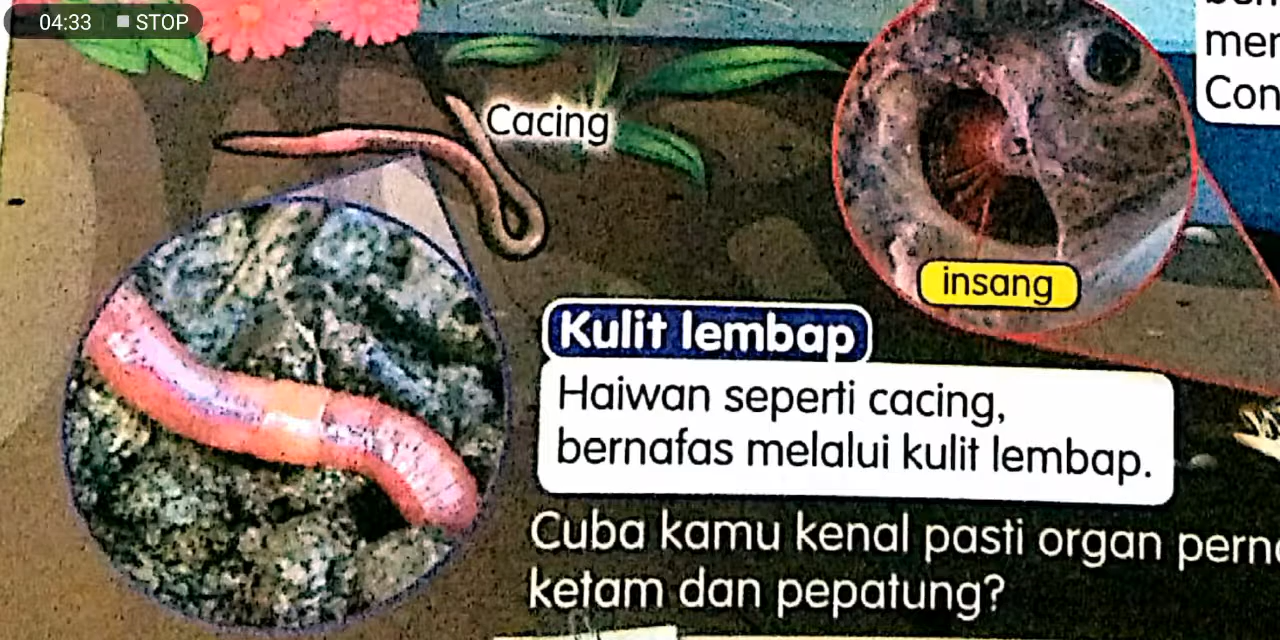 04:33 STOP
Con
Cacing
insang
Kulit lembap
Haiwan seperti cacing,
bernafas melalui kulit lembap.
Cuba kamu kenal pasti organ
ketam dan pepatung?